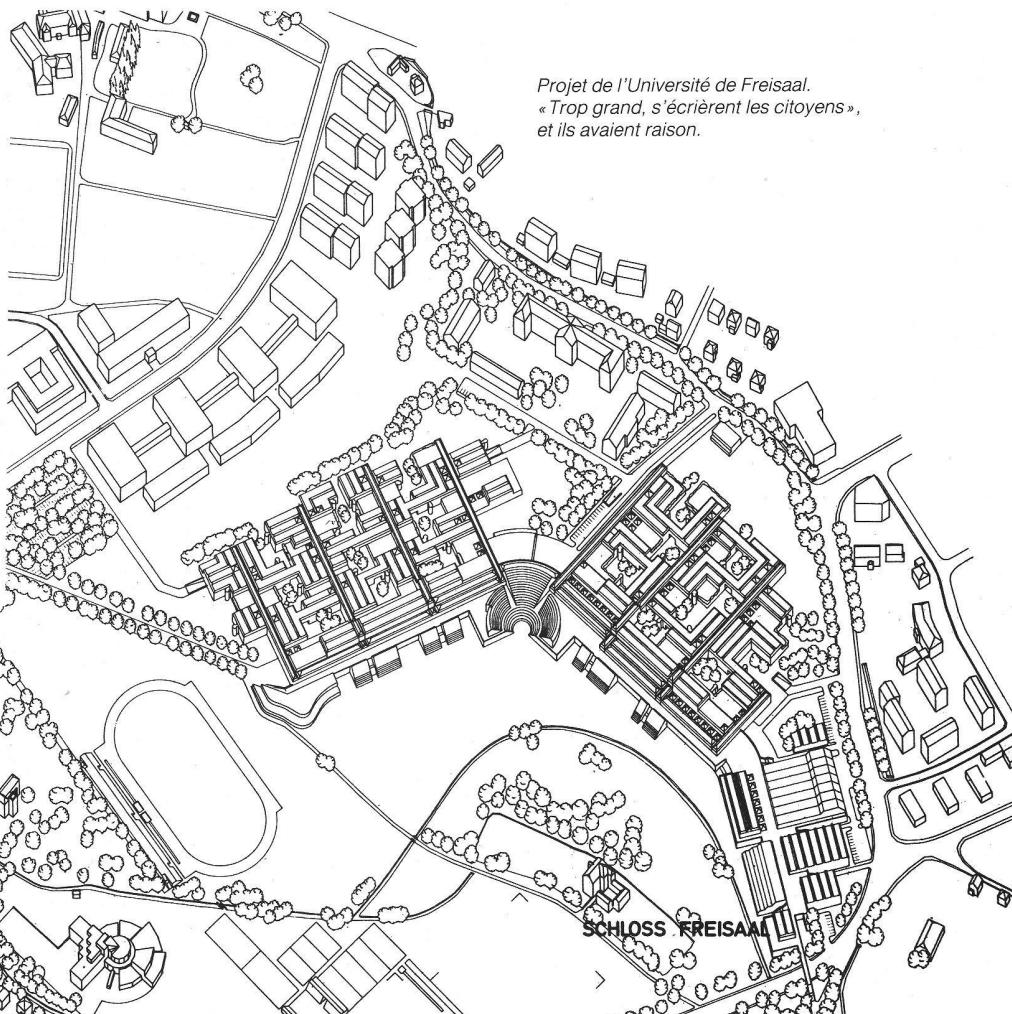 Projet de l'Université de Freisaal.
« Trop grand, s'écrièrent les citoyens »,
et ils avaient raison.
SCHLOSS FREISAAL